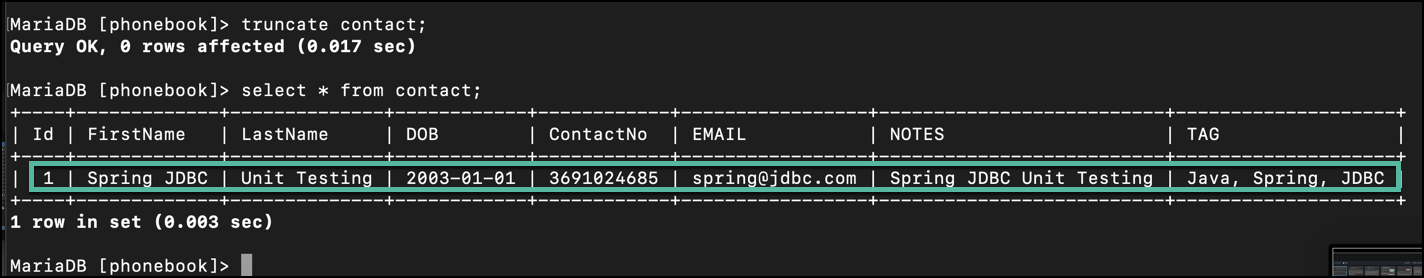 MariaDB [phonebook]> truncate contact;
Query OK, 0 rows affected (0.017 sec)
MariaDB [phonebook]> select * from contact;
+----+-------------+--------------+------------+------------+-----------------+--------------------------+--------------------+
| Id | FirstName   | LastName     | DOB        | ContactNo  | EMAIL           | NOTES                    | TAG                |
+----+-------------+--------------+------------+------------+-----------------+--------------------------+--------------------+
|  1 | Spring JDBC | Unit Testing | 2003-01-01 | 3691024685 | spring@jdbc.com | Spring JDBC Unit Testing | Java, Spring, JDBC |
+----+-------------+--------------+------------+------------+-----------------+--------------------------+--------------------+
1 row in set (0.003 sec)
MariaDB [phonebook]>